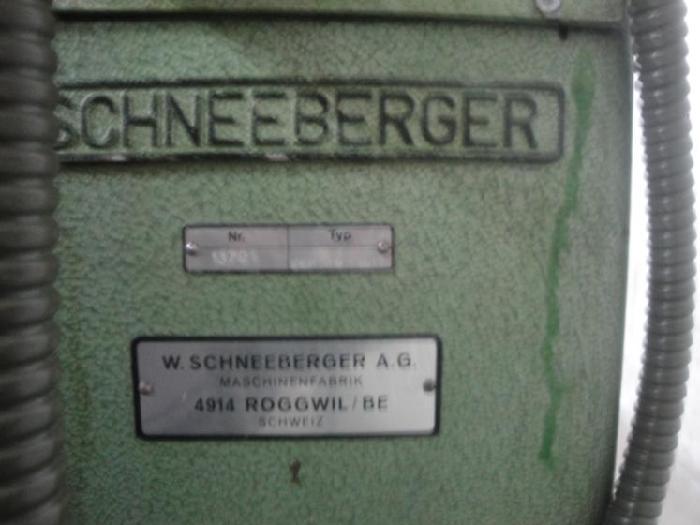 SCHNEEBERGER
Nr. Typ
W. SCHNEEBERGER A.G.
MASCHINENFABRIK
4914 ROGGWIL/BE
SCHWEIZ